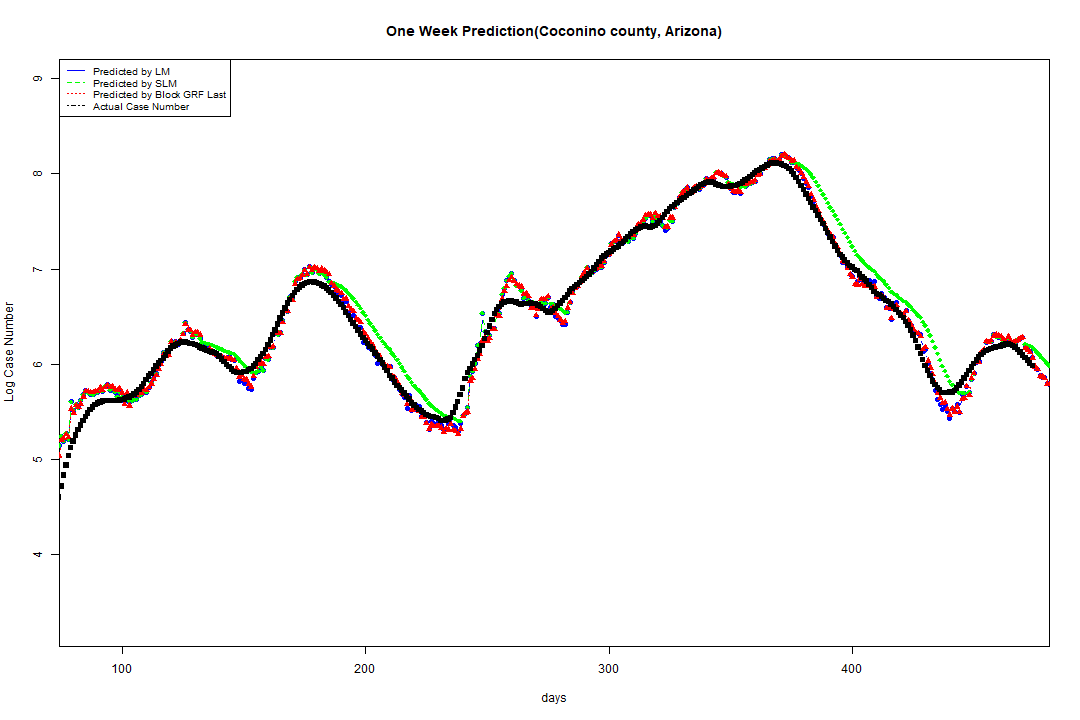 One Week Prediction(Coconino county, Arizona)
Predicted by LM
Predicted by SLM
Predicted by Block GRF Last
Actual Case Number
9
8
7
6
5
4
Log Case Number
100 200 300 400
days